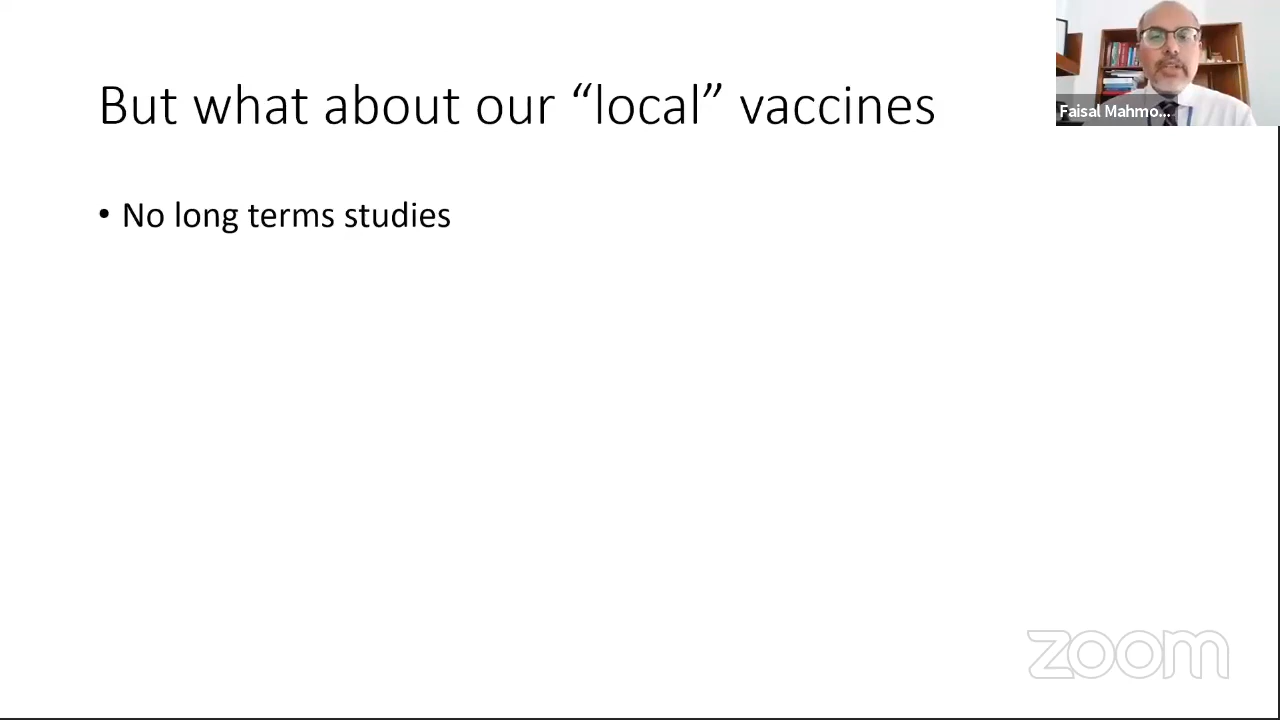 But what about our “local” vaccines
• No long terms studies
Faisal Mahmo...
zoom